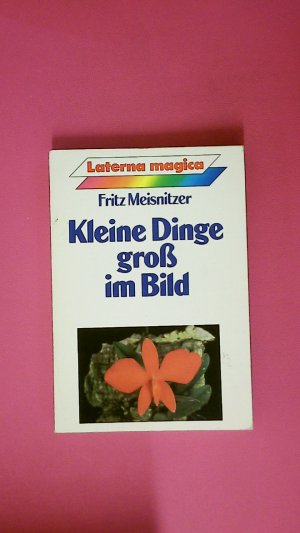 Laterna magica
Fritz Meisnitzer
Kleine Dinge
groß
im Bild